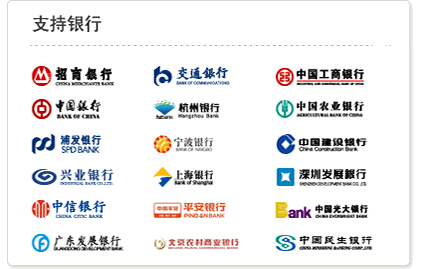 支持银行
招商银行
CHINA MERCHANTS BANK
交通银行
BANK OF COMMUNICATIONS
中国工商银行
INDUSTRIAL AND COMMERCIAL BANK OF CHINA
中国银行
BANK OF CHINA
杭州银行
Hangzhou Bank
中国农业银行
AGRICULTURAL BANK OF CHINA
浦发银行
SPD BANK
宁波银行
BANK OF NINGBO
中国建设银行
China Construction Bank
兴业银行
INDUSTRIAL BANK CO.,LTD.
上海银行
Bank of Shanghai
深圳发展银行
SHENZHEN DEVELOPMENT BANK CO., LTD.
中信银行
CHINA CITIC BANK
中国平安
平安银行
PINGAN BANK
Bank
中国光大银行
CHINA EVERBRIGHT BANK
广东发展银行
GUANGDONG DEVELOPMENT BANK
北京农村商业银行
中国民生银行
CHINA MINSHENG BANKING CORP., LTD.